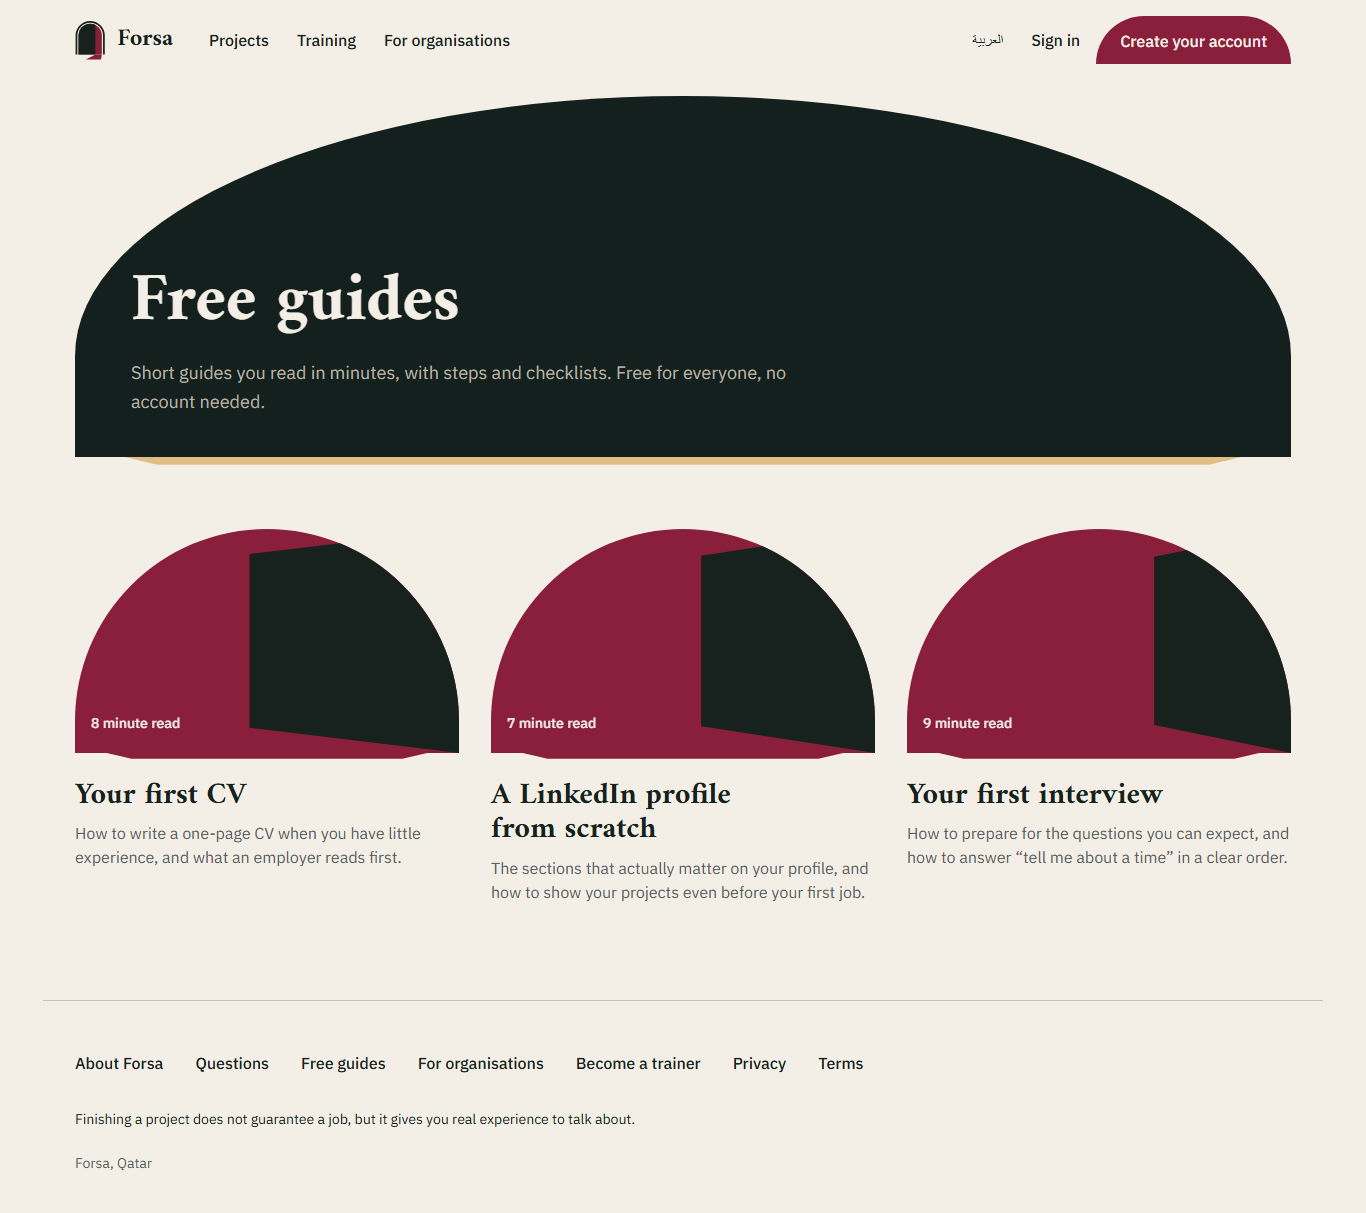 Forsa
Projects
Training
For organisations
العربية
Sign in
Create your account
Free guides
Short guides you read in minutes, with steps and checklists. Free for everyone, no
account needed.
8 minute read
Your first CV
How to write a one-page CV when you have little
experience, and what an employer reads first.
7 minute read
A LinkedIn profile
from scratch
The sections that actually matter on your profile, and
how to show your projects even before your first job.
9 minute read
Your first interview
How to prepare for the questions you can expect, and
how to answer “tell me about a time” in a clear order.
About Forsa
Questions
Free guides
For organisations
Become a trainer
Privacy
Terms
Finishing a project does not guarantee a job, but it gives you real experience to talk about.
Forsa, Qatar